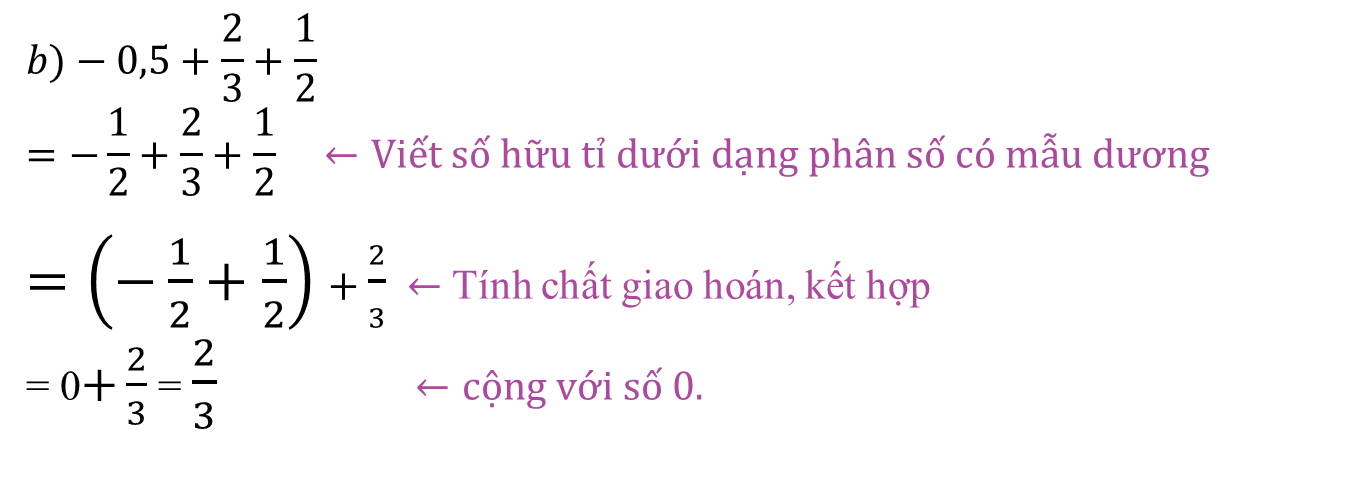 b) − 0,5 + 2/3 + 1/2
= − 1/2 + 2/3 + 1/2 ← Viết số hữu tỉ dưới dạng phân số có mẫu dương
= (− 1/2 + 1/2) + 2/3 ← Tính chất giao hoán, kết hợp
= 0 + 2/3 = 2/3 ← cộng với số 0.